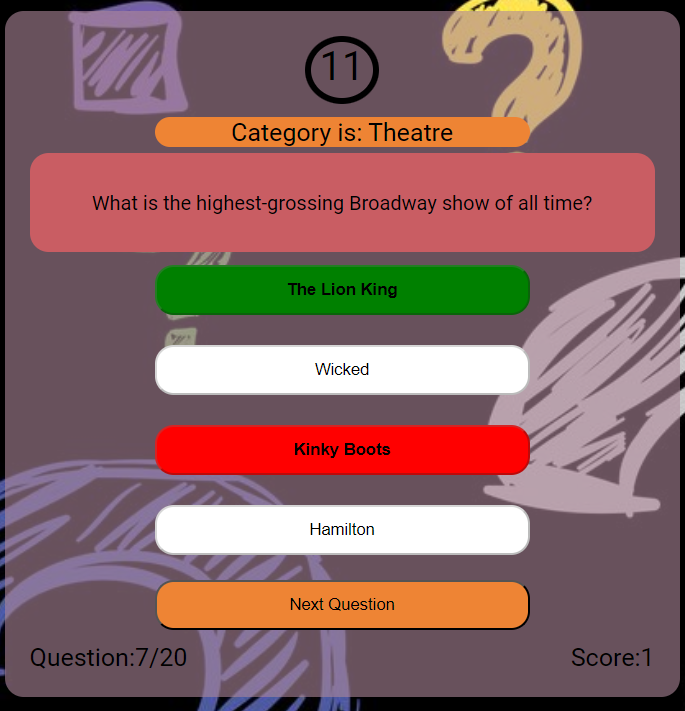 11
Category is: Theatre
What is the highest-grossing Broadway show of all time?
The Lion King
Wicked
Kinky Boots
Hamilton
Next Question
Question:7/20
Score:1